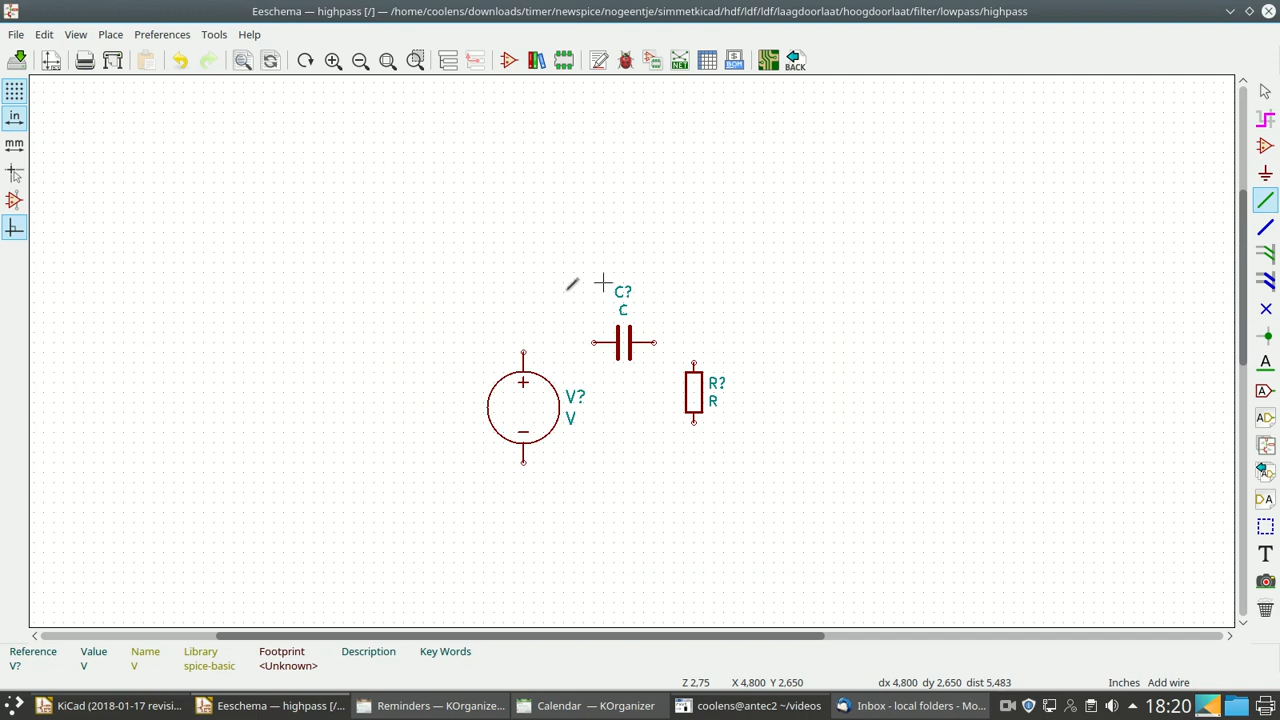 Eeschema — highpass [/] — /home/coolens/downloads/timer/newspice/nogeentje/simmetkicad/hdf/ldf/ldf/laagdoorlaat/hoogdoorlaat/filter/lowpass/highpass
File Edit View Place Preferences Tools Help
NET BOM BACK
in
mm
C?
C
+
V?
V
R?
R
A
A
A
A
A
T
Reference Value Name Library Footprint Description Key Words
V? V V spice-basic <Unknown>
Z 2,75 X 4,800 Y 2,650 dx 4,800 dy 2,650 dist 5,483 Inches Add wire
KiCad (2018-01-17 revisi... Eeschema — highpass [/... Reminders — KOrganize... Calendar — KOrganizer coolens@antec2 ~/videos Inbox - local folders - Mo... 18:20